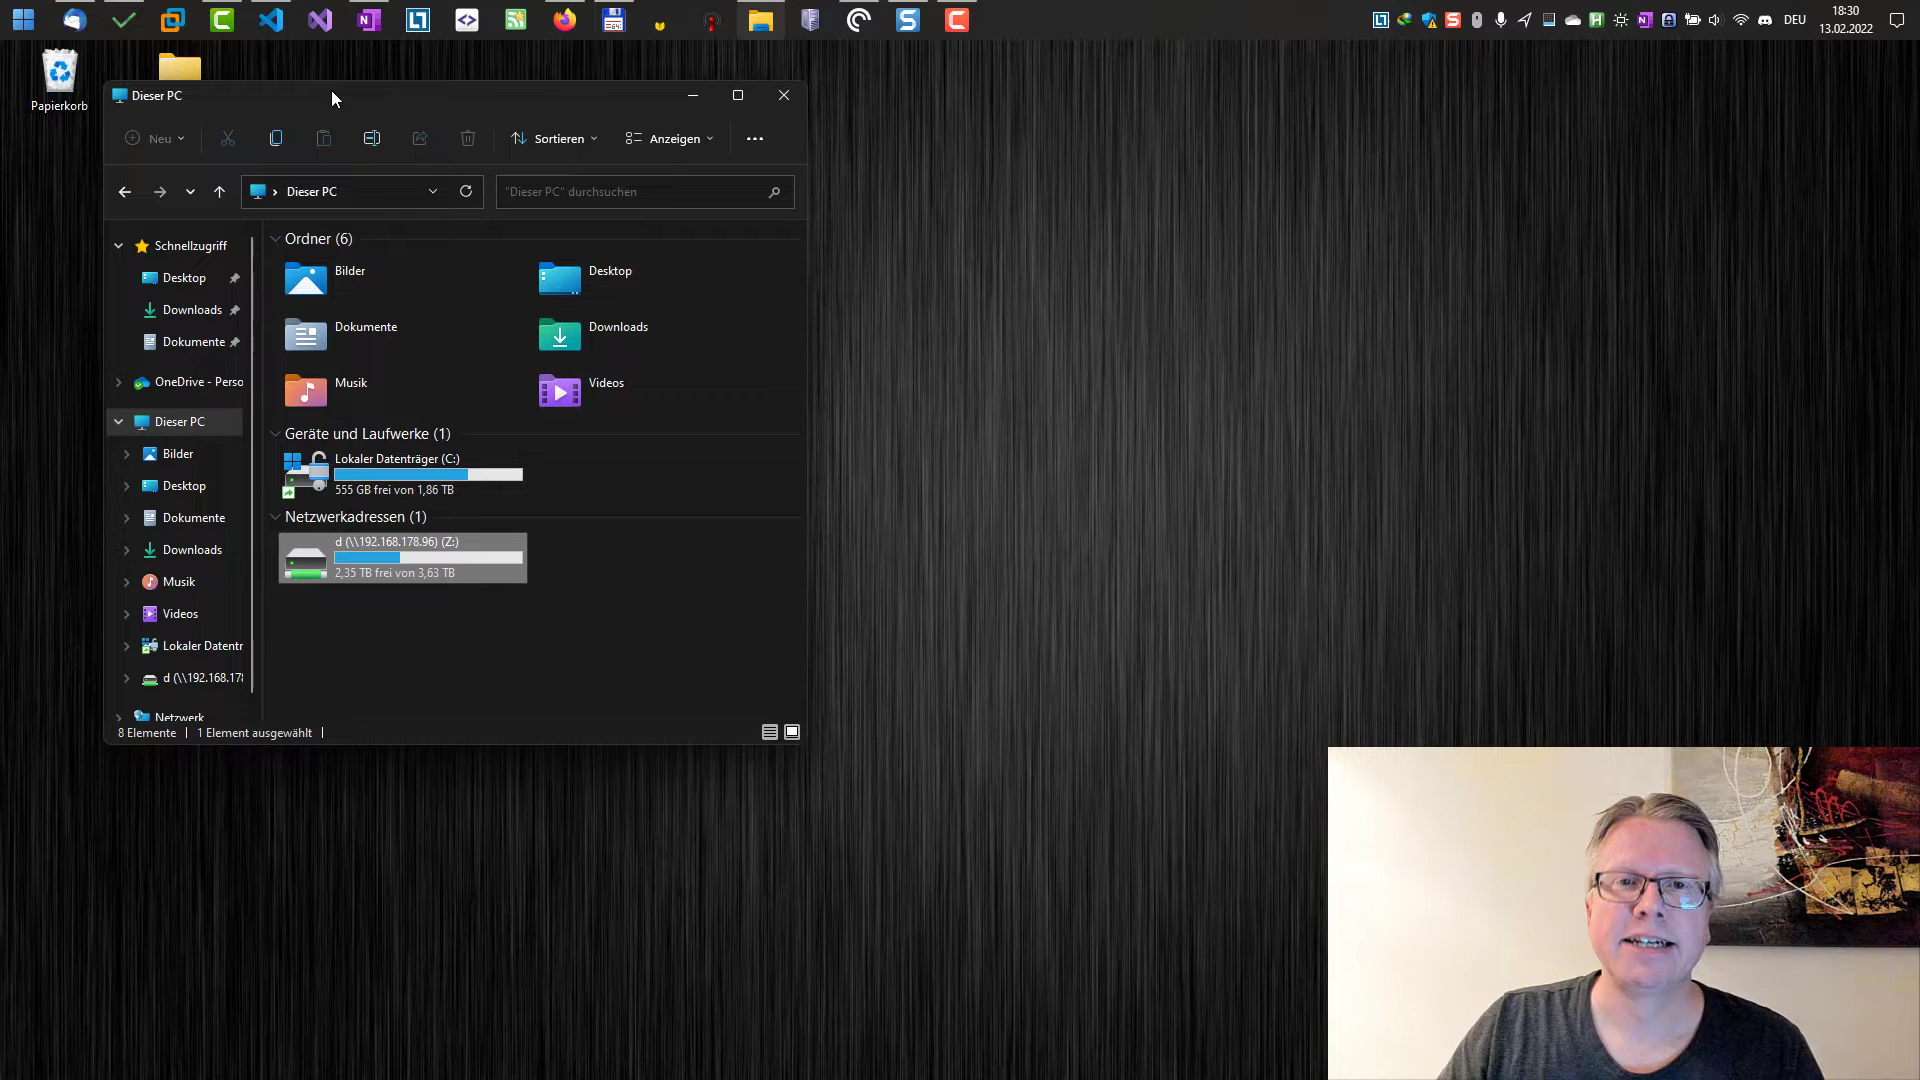 18:30
DEU
13.02.2022
Papierkorb
Dieser PC
Neu
Sortieren
Anzeigen
Dieser PC
"Dieser PC" durchsuchen
Schnellzugriff
Desktop
Downloads
Dokumente
OneDrive - Perso
Dieser PC
Bilder
Desktop
Dokumente
Downloads
Musik
Videos
Lokaler Datentr
d (\\192.168.178
Netzwerk
Ordner (6)
Bilder
Desktop
Dokumente
Downloads
Musik
Videos
Geräte und Laufwerke (1)
Lokaler Datenträger (C:)
555 GB frei von 1,86 TB
Netzwerkadressen (1)
d (\\192.168.178.96) (Z:)
2,35 TB frei von 3,63 TB
8 Elemente
1 Element ausgewählt